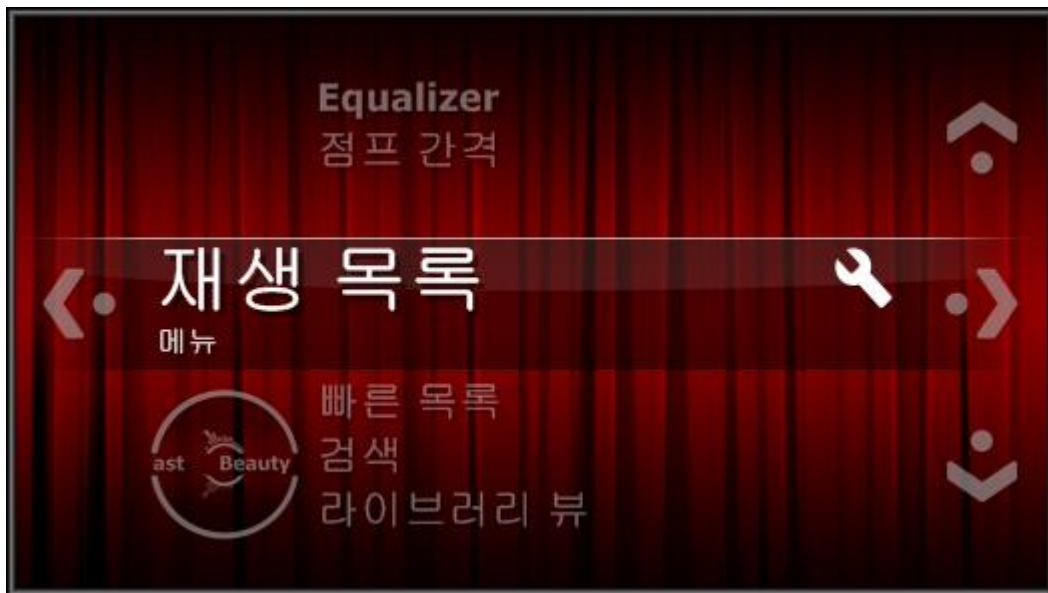 Equalizer
점프 간격
재생 목록
메뉴
빠른 목록
ast Beauty
검색
라이브러리 뷰